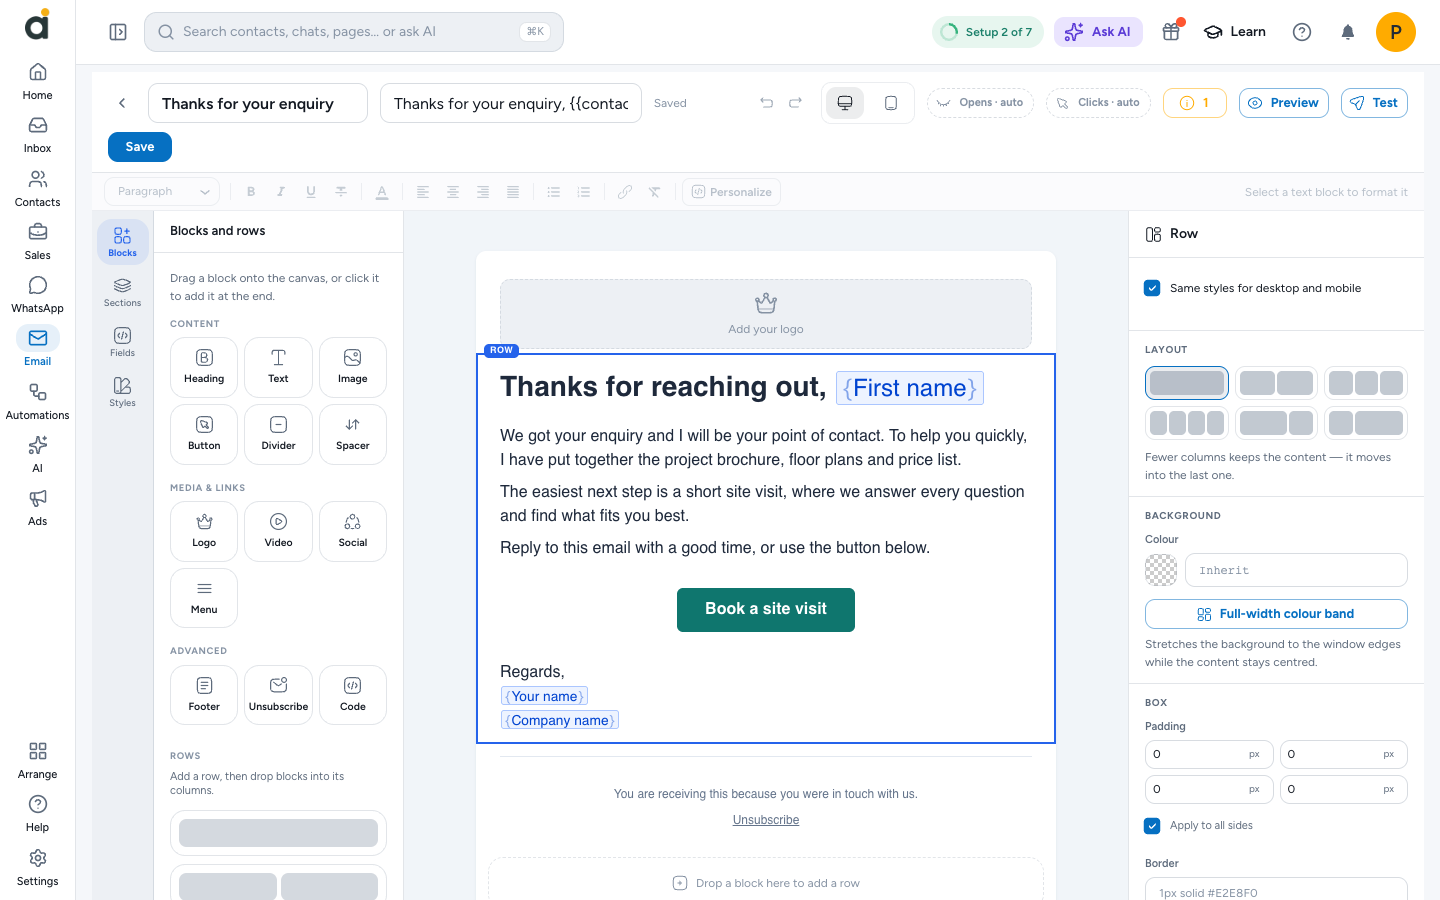 Search contacts, chats, pages... or ask AI
⌘K
Setup 2 of 7
Ask AI
Learn
P
Home
Inbox
Contacts
Sales
WhatsApp
Email
Automations
AI
Ads
Arrange
Help
Settings
Thanks for your enquiry
Thanks for your enquiry, {{contac
Saved
Opens · auto
Clicks · auto
1
Preview
Test
Save
Paragraph
B
I
U
A
Personalize
Select a text block to format it
Blocks
Sections
Fields
Styles
Blocks and rows
Drag a block onto the canvas, or click it
to add it at the end.
CONTENT
Heading
Text
Image
Button
Divider
Spacer
MEDIA & LINKS
Logo
Video
Social
Menu
ADVANCED
Footer
Unsubscribe
Code
ROWS
Add a row, then drop blocks into its
columns.
Add your logo
ROW
Thanks for reaching out, {First name}
We got your enquiry and I will be your point of contact. To help you quickly,
I have put together the project brochure, floor plans and price list.
The easiest next step is a short site visit, where we answer every question
and find what fits you best.
Reply to this email with a good time, or use the button below.
Book a site visit
Regards,
{Your name}
{Company name}
You are receiving this because you were in touch with us.
Unsubscribe
Drop a block here to add a row
Row
Same styles for desktop and mobile
LAYOUT
Fewer columns keeps the content — it moves
into the last one.
BACKGROUND
Colour
Inherit
Full-width colour band
Stretches the background to the window edges
while the content stays centred.
BOX
Padding
0 px
0 px
0 px
0 px
Apply to all sides
Border
1px solid #E2E8F0